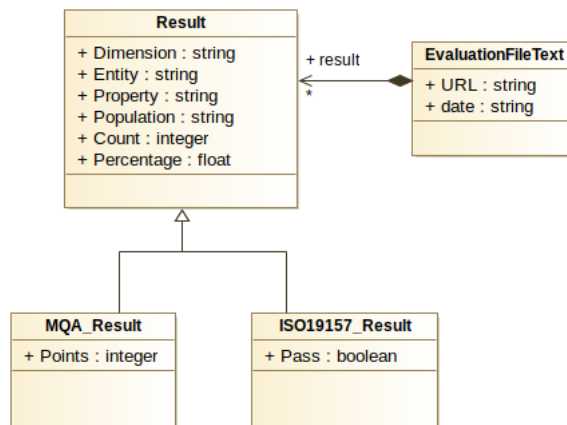 Result
+ Dimension : string
+ Entity : string
+ Property : string
+ Population : string
+ Count : integer
+ Percentage : float
+ result
*
EvaluationFileText
+ URL : string
+ date : string
MQA_Result
+ Points : integer
ISO19157_Result
+ Pass : boolean